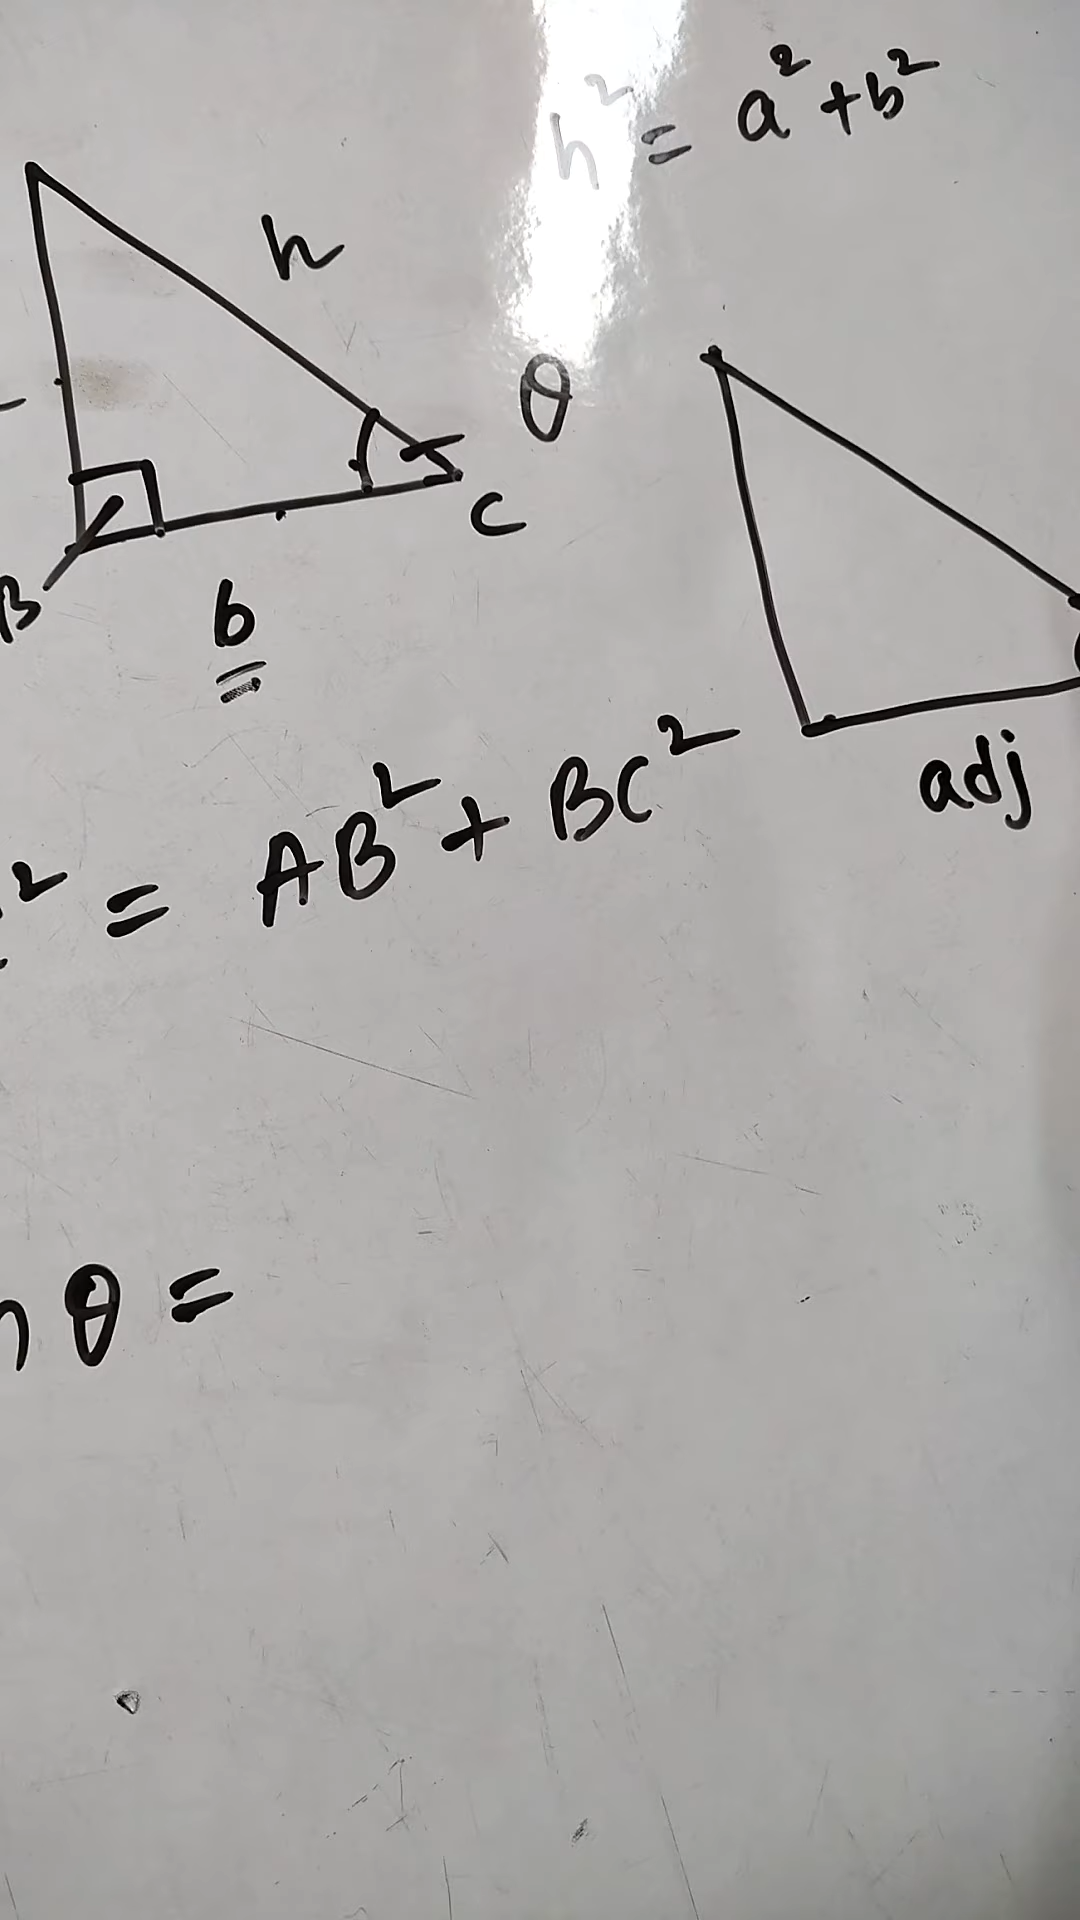 h² = a² + b²
h
θ
C
B
b
adj
² = AB² + BC²
θ =